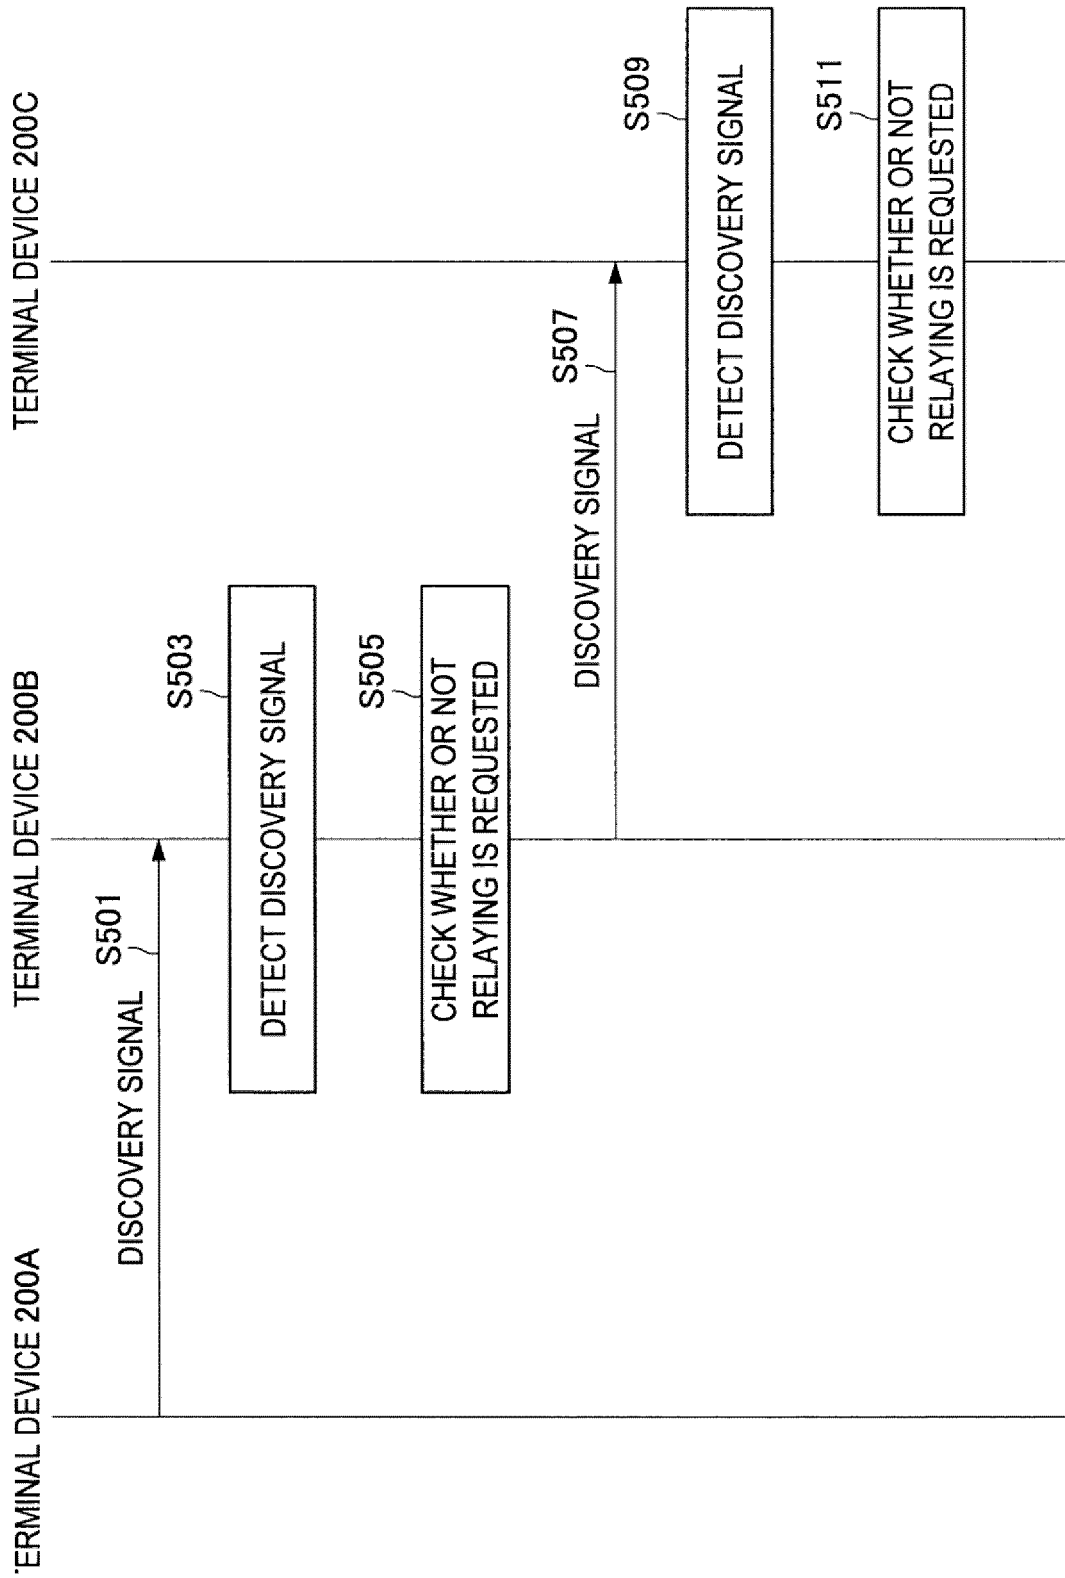 TERMINAL DEVICE 200A
TERMINAL DEVICE 200B
TERMINAL DEVICE 200C
S501
DISCOVERY SIGNAL
S503
DETECT DISCOVERY SIGNAL
S505
CHECK WHETHER OR NOT
RELAYING IS REQUESTED
S507
DISCOVERY SIGNAL
S509
DETECT DISCOVERY SIGNAL
S511
CHECK WHETHER OR NOT
RELAYING IS REQUESTED